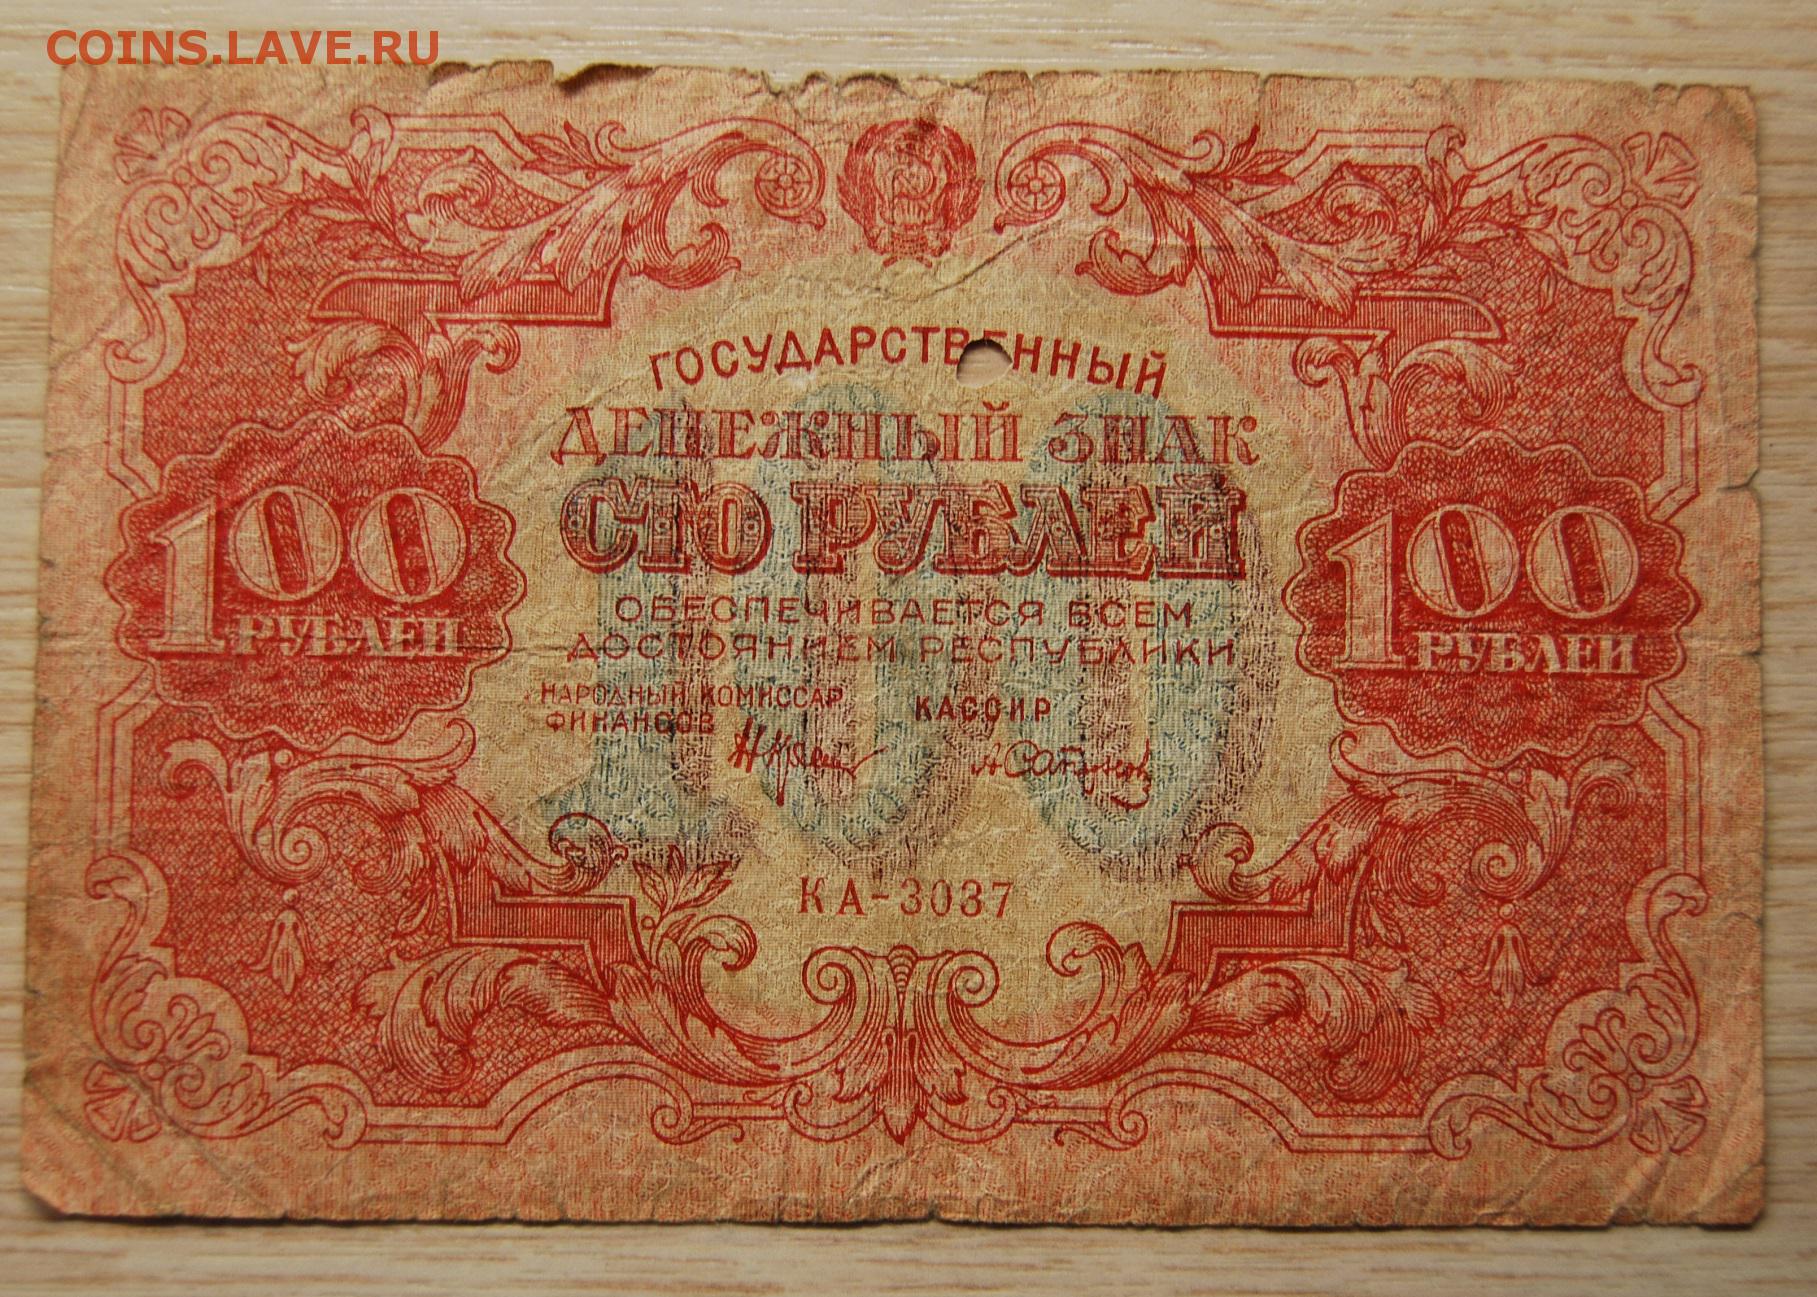 COINS.LAVE.RU
ГОСУДАРСТВЕННЫЙ
ДЕНЕЖНЫЙ ЗНАК
СТО РУБЛЕЙ
100
100
100
РУБЛЕЙ
РУБЛЕЙ
ОБЕСПЕЧИВАЕТСЯ ВСЕМ
ДОСТОЯНИЕМ РЕСПУБЛИКИ
НАРОДНЫЙ КОМИССАР
ФИНАНСОВ
КАССИР
КА-3037